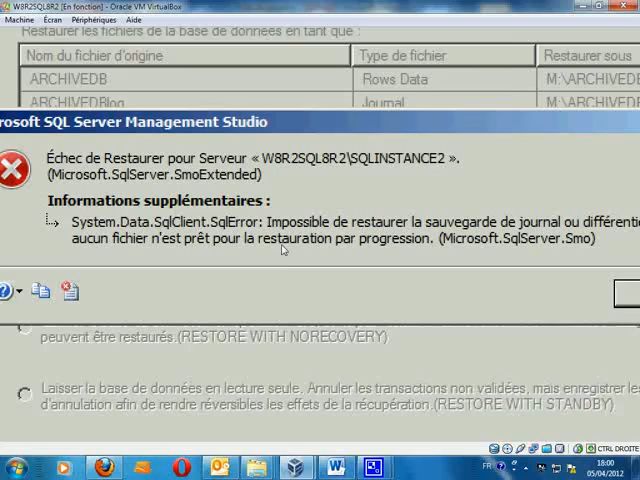 W8R2SQL8R2 [En fonction] - Oracle VM VirtualBox
Machine Écran Périphériques Aide
Restaurer les fichiers de la base de données en tant que :
Nom du fichier d'origine Type de fichier Restaurer sous
ARCHIVEDB Rows Data M:\ARCHIVEDB
ARCHIVEDBlog Journal M:\ARCHIVEDB
rosoft SQL Server Management Studio
Échec de Restaurer pour Serveur « W8R2SQL8R2\SQLINSTANCE2 ».
(Microsoft.SqlServer.SmoExtended)
Informations supplémentaires :
System.Data.SqlClient.SqlError: Impossible de restaurer la sauvegarde de journal ou différenti
aucun fichier n'est prêt pour la restauration par progression. (Microsoft.SqlServer.Smo)
peuvent être restaurés.(RESTORE WITH NORECOVERY)
Laisser la base de données en lecture seule. Annuler les transactions non validées, mais enregistrer le
d'annulation afin de rendre réversibles les effets de la récupération.(RESTORE WITH STANDBY)
CTRL DROITE
FR 18:00
05/04/2012